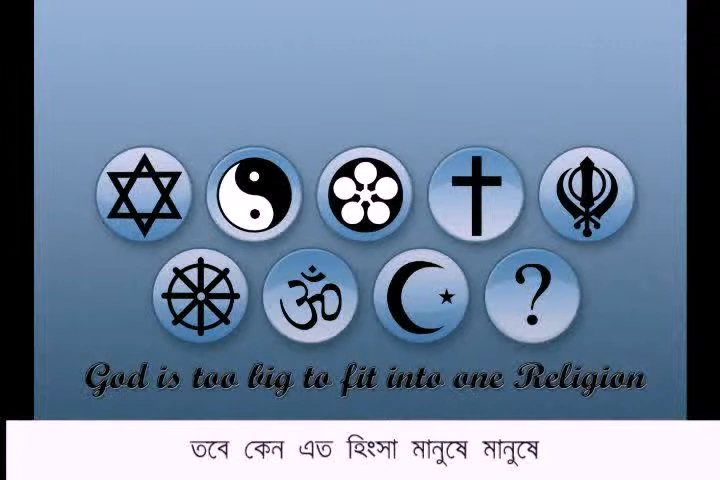 ?
God is too big to fit into one Religion
তবে কেন এত হিংসা মানুষে মানুষে